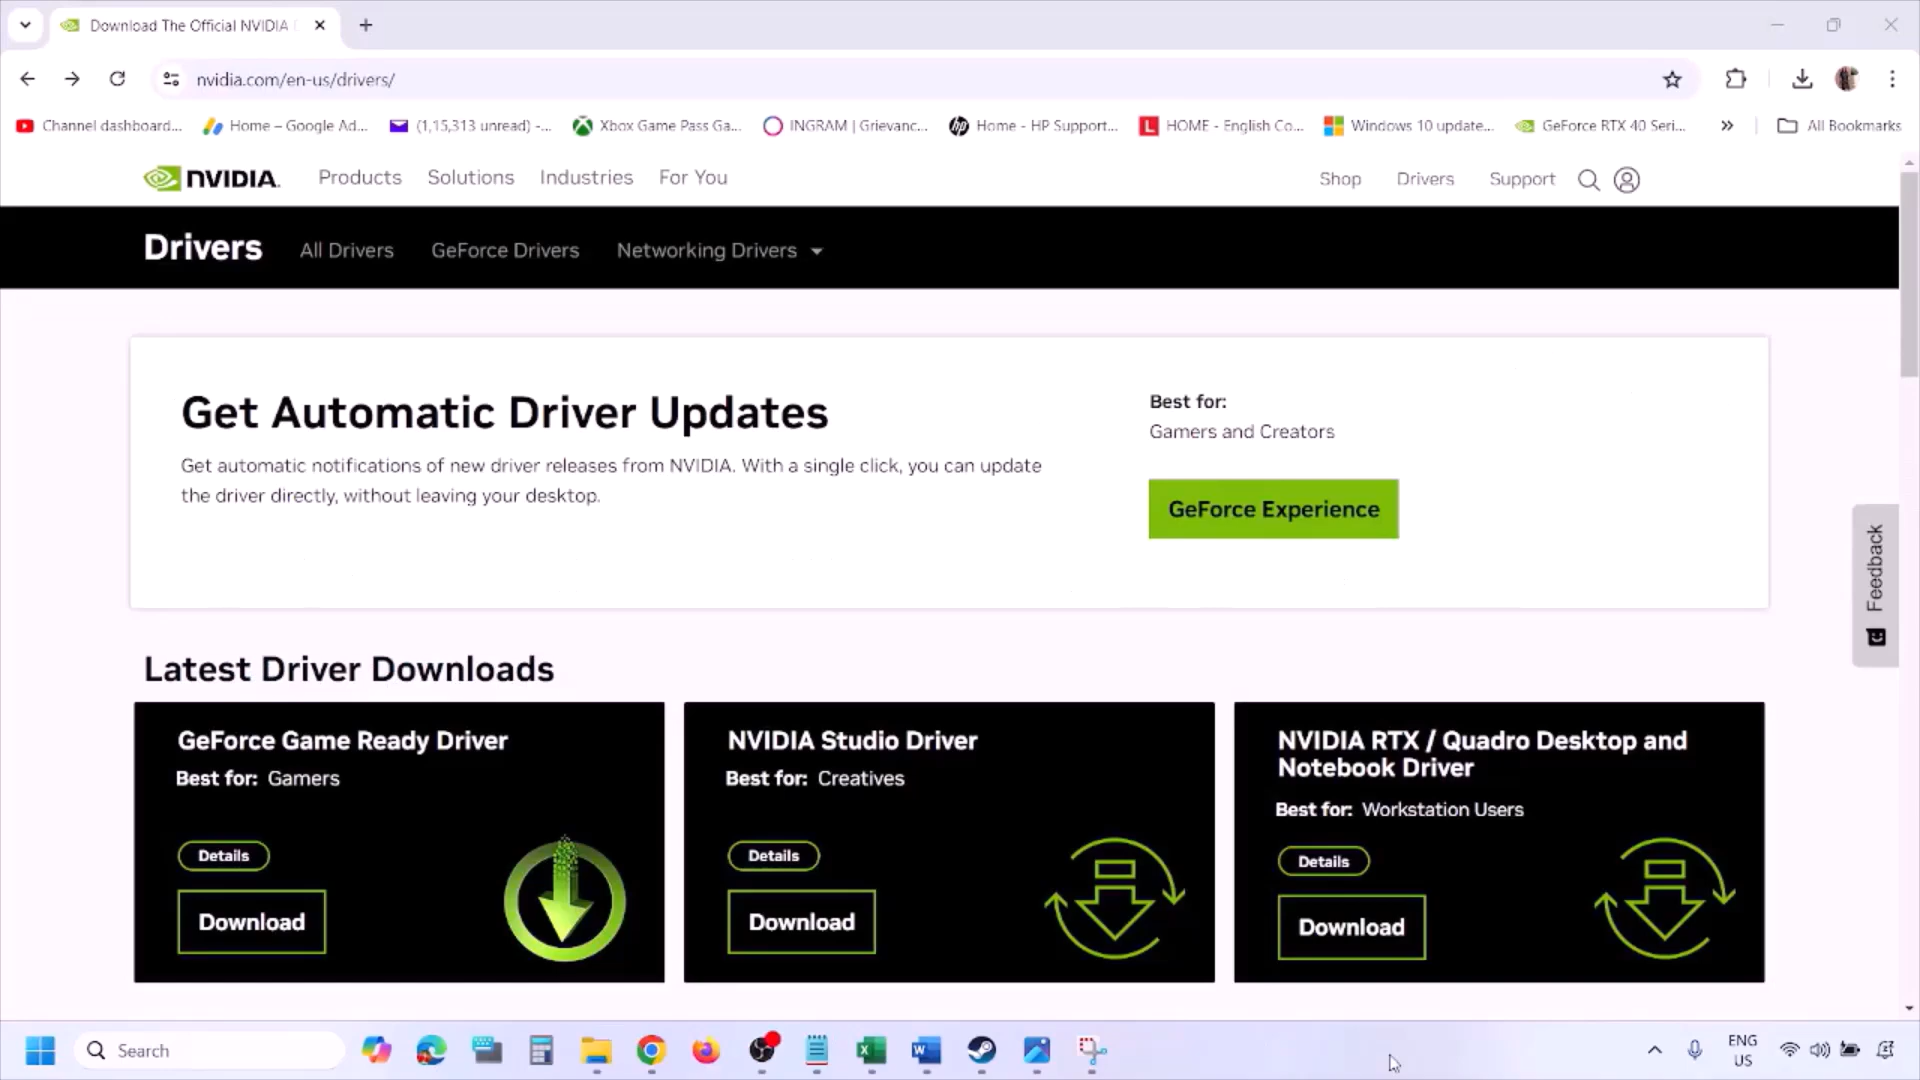 Download The Official NVIDIA
nvidia.com/en-us/drivers/
Channel dashboard...
Home – Google Ad...
(1,15,313 unread) -...
Xbox Game Pass Ga...
INGRAM | Grievanc...
Home - HP Support...
HOME - English Co...
Windows 10 update...
GeForce RTX 40 Seri...
All Bookmarks
NVIDIA.
Products
Solutions
Industries
For You
Shop
Drivers
Support
Drivers
All Drivers
GeForce Drivers
Networking Drivers
Get Automatic Driver Updates
Get automatic notifications of new driver releases from NVIDIA. With a single click, you can update
the driver directly, without leaving your desktop.
Best for:
Gamers and Creators
GeForce Experience
Feedback
Latest Driver Downloads
GeForce Game Ready Driver
Best for: Gamers
Details
Download
NVIDIA Studio Driver
Best for: Creatives
Details
Download
NVIDIA RTX / Quadro Desktop and
Notebook Driver
Best for: Workstation Users
Details
Download
Search
ENG
US